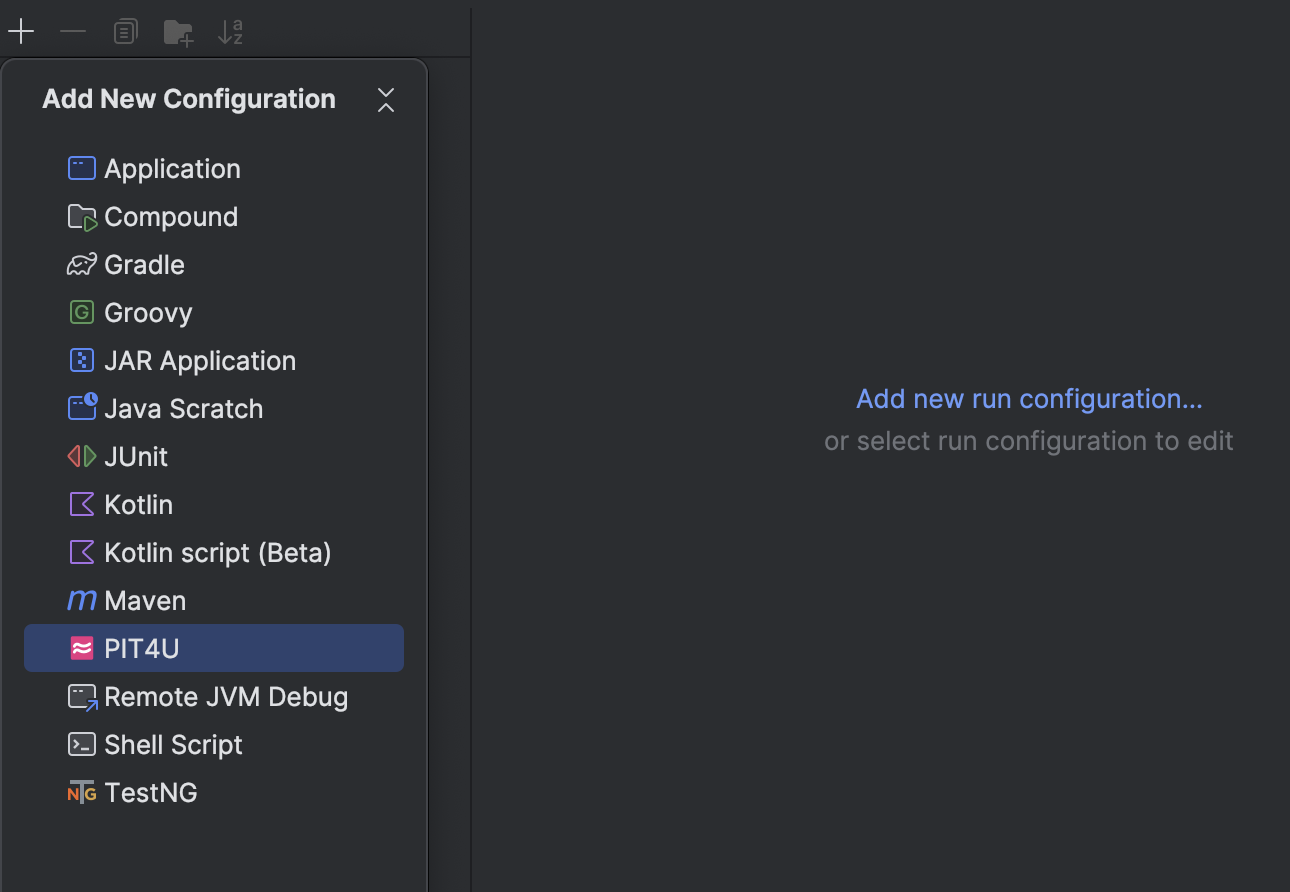 Add New Configuration
Application
Compound
Gradle
Groovy
JAR Application
Java Scratch
JUnit
Kotlin
Kotlin script (Beta)
Maven
PIT4U
Remote JVM Debug
Shell Script
TestNG
Add new run configuration...
or select run configuration to edit